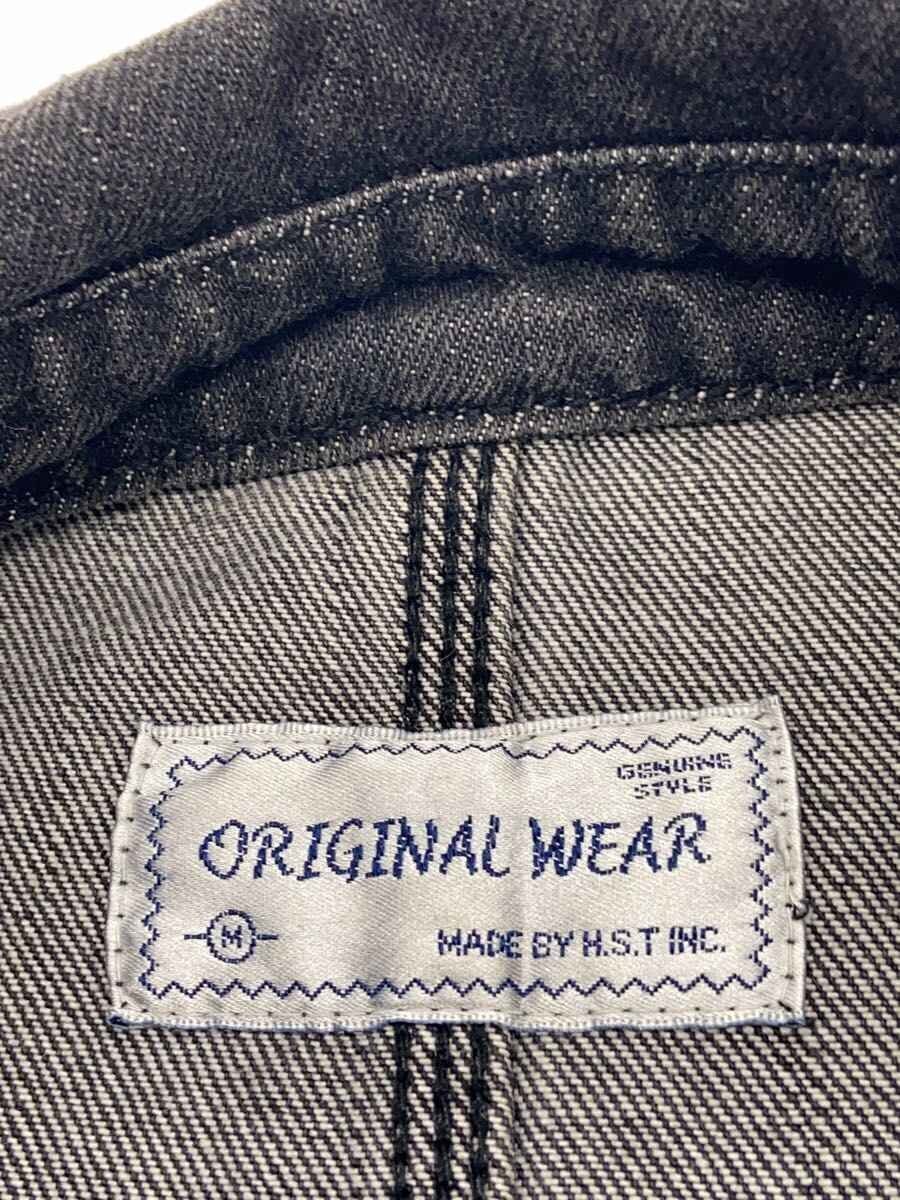 GENUINE
STYLE
ORIGINAL WEAR
M
MADE BY H.S.T INC.